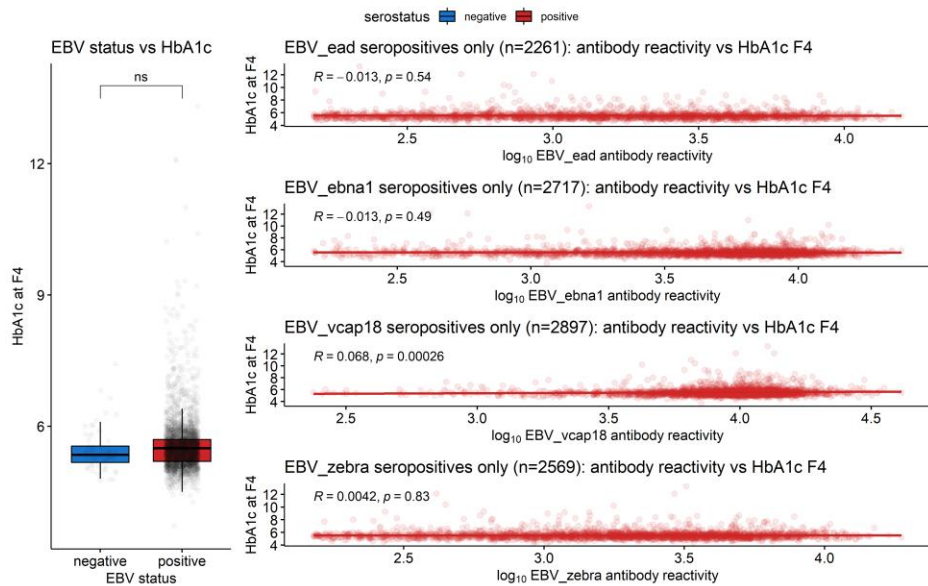 serostatus negative positive
EBV status vs HbA1c
ns
HbA1c at F4
12
9
6
negative positive
EBV status
EBV_ead seropositives only (n=2261): antibody reactivity vs HbA1c F4
R = −0.013, p = 0.54
HbA1c at F4
12
10
8
6
4
2.5 3.0 3.5 4.0
log10 EBV_ead antibody reactivity
EBV_ebna1 seropositives only (n=2717): antibody reactivity vs HbA1c F4
R = −0.013, p = 0.49
HbA1c at F4
12
10
8
6
4
2.5 3.0 3.5 4.0
log10 EBV_ebna1 antibody reactivity
EBV_vcap18 seropositives only (n=2897): antibody reactivity vs HbA1c F4
R = 0.068, p = 0.00026
HbA1c at F4
12
10
8
6
4
2.5 3.0 3.5 4.0 4.5
log10 EBV_vcap18 antibody reactivity
EBV_zebra seropositives only (n=2569): antibody reactivity vs HbA1c F4
R = 0.0042, p = 0.83
HbA1c at F4
12
10
8
6
4
2.5 3.0 3.5 4.0
log10 EBV_zebra antibody reactivity